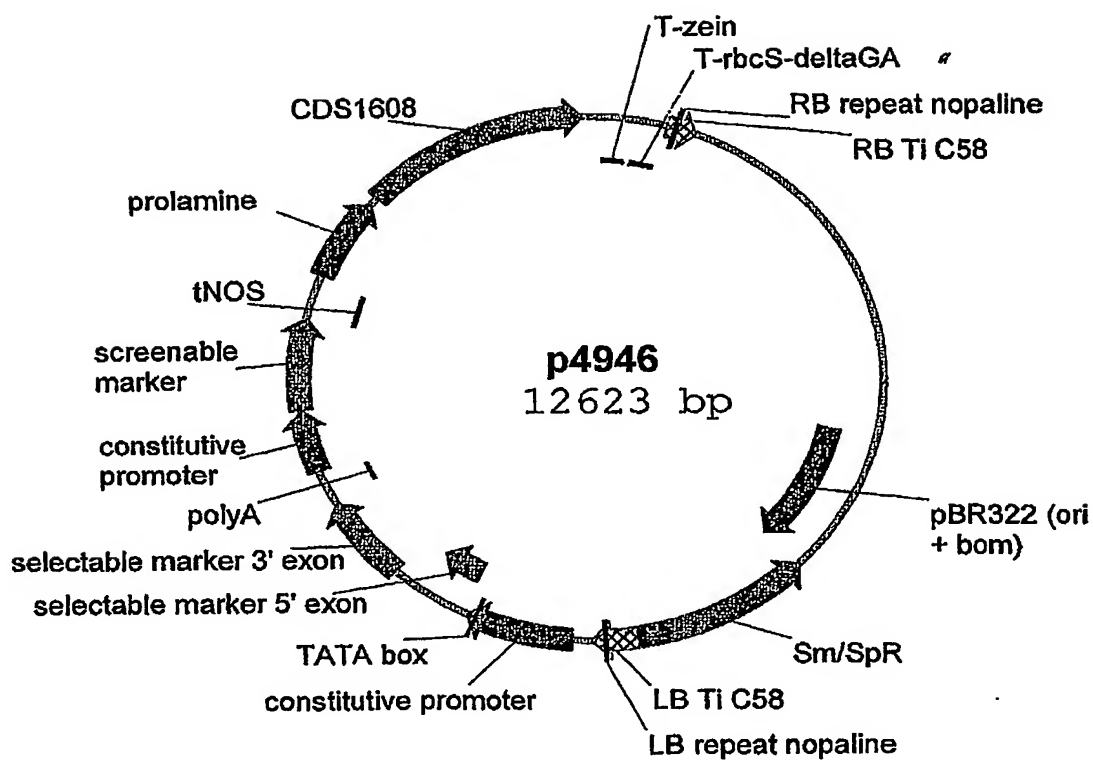 T-zein
T-rbcS-deltaGA
CDS1608
RB repeat nopaline
RB Ti C58
prolamine
tNOS
screenable
marker
p4946
12623 bp
constitutive
promoter
polyA
pBR322 (ori
+ bom)
selectable marker 3' exon
selectable marker 5' exon
TATA box
Sm/SpR
constitutive promoter
LB Ti C58
LB repeat nopaline